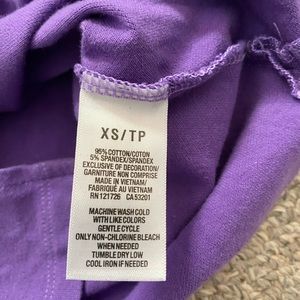 XS/TP
95% COTTON/COTON
5% SPANDEX/SPANDEX
EXCLUSIVE OF DECORATION/
GARNITURE NON COMPRISE
MADE IN VIETNAM/
FABRIQUÉ AU VIETNAM
RN 121726 CA 53201
MACHINE WASH COLD
WITH LIKE COLORS
GENTLE CYCLE
ONLY NON-CHLORINE BLEACH
WHEN NEEDED
TUMBLE DRY LOW
COOL IRON IF NEEDED